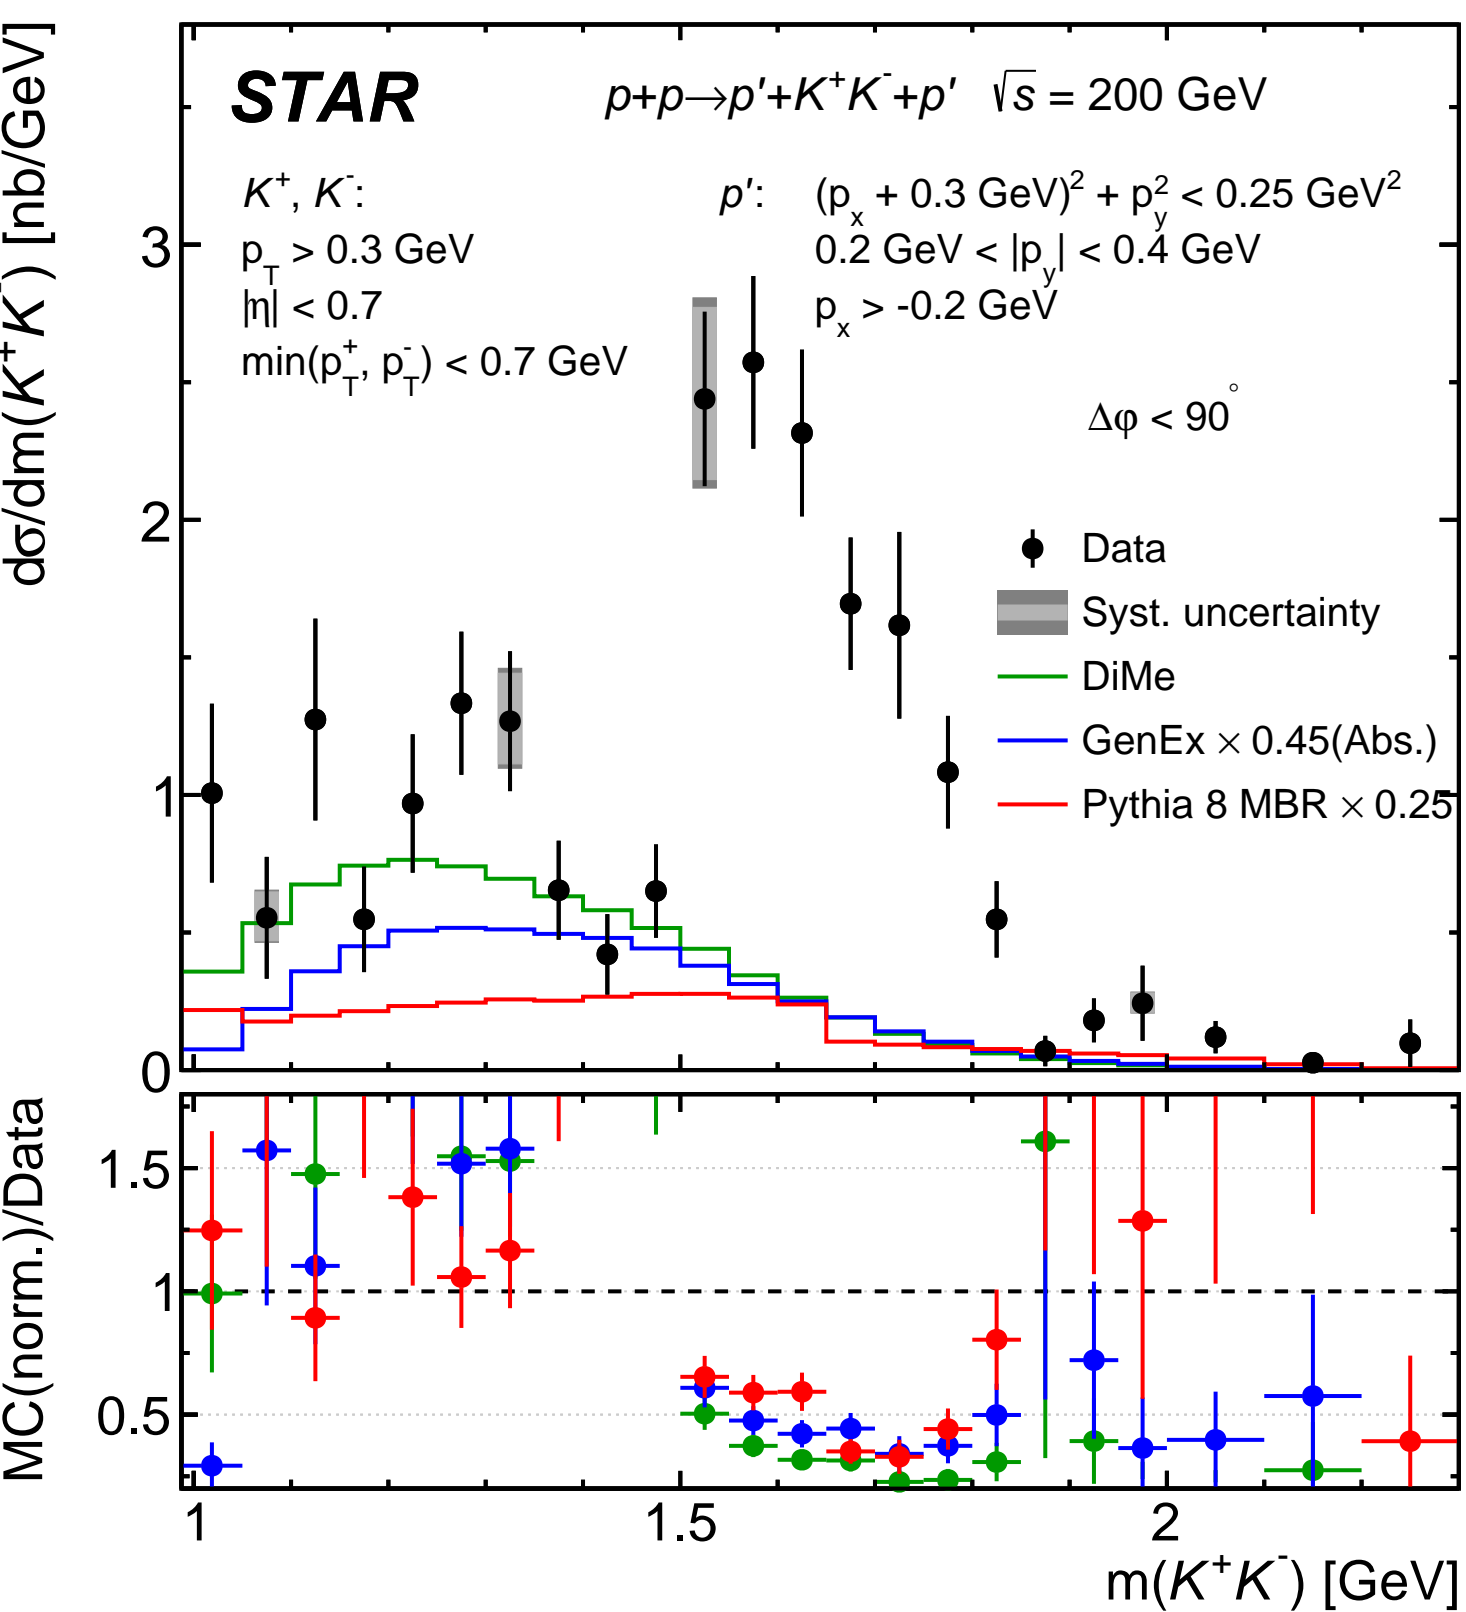 STAR
p+p→p′+K⁺K⁻+p′ √s = 200 GeV
K⁺, K⁻:
p_T > 0.3 GeV
|η| < 0.7
min(p_T⁺, p_T⁻) < 0.7 GeV
p′: (p_x + 0.3 GeV)² + p_y² < 0.25 GeV²
0.2 GeV < |p_y| < 0.4 GeV
p_x > -0.2 GeV
Δφ < 90°
Data
Syst. uncertainty
DiMe
GenEx × 0.45(Abs.)
Pythia 8 MBR × 0.25
dσ/dm(K⁺K⁻) [nb/GeV]
3
2
1
0
MC(norm.)/Data
1.5
1
0.5
1
1.5
2
m(K⁺K⁻) [GeV]